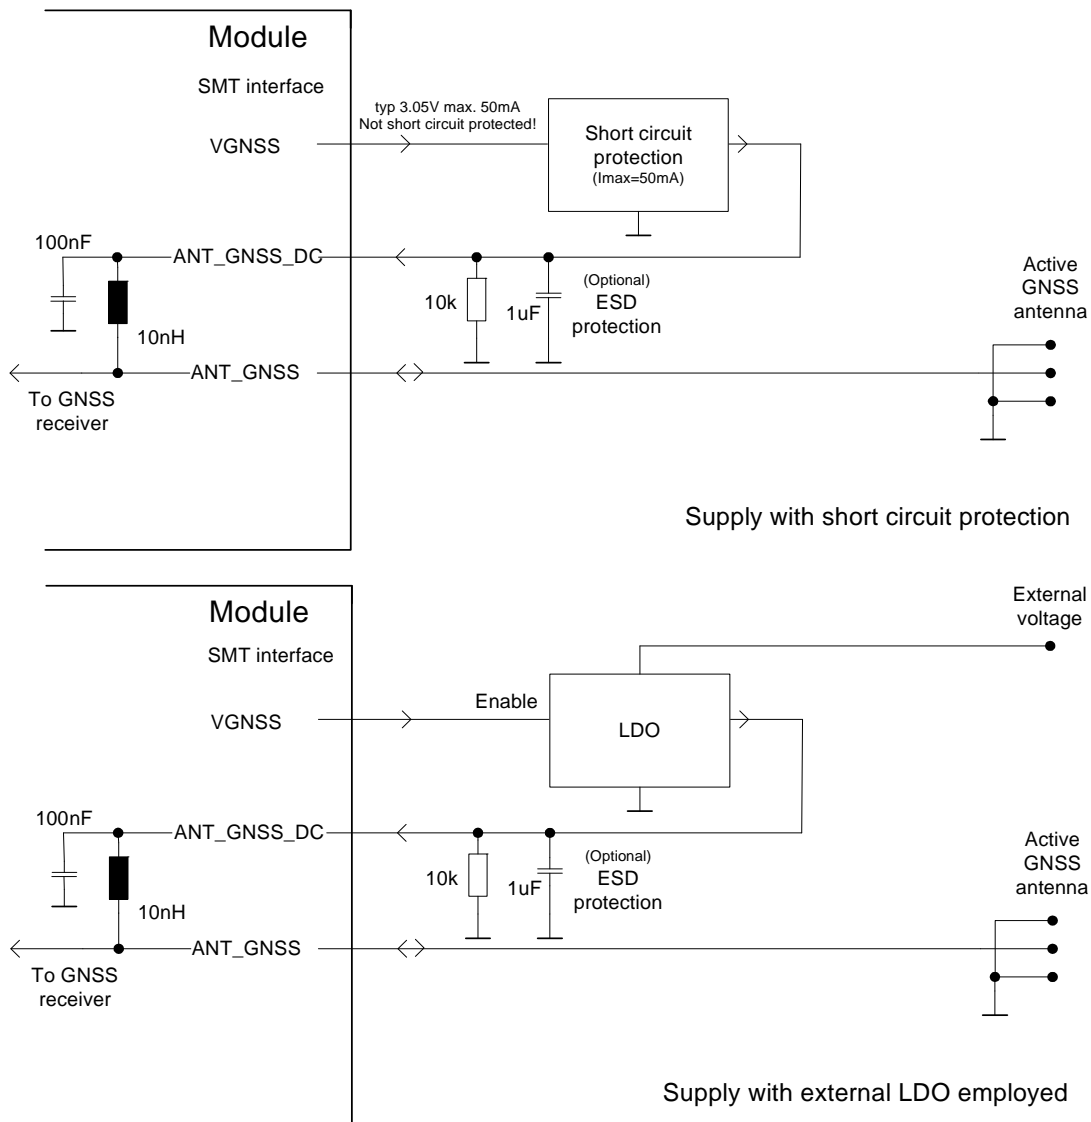 Module
SMT interface
typ 3.05V max. 50mA
Not short circuit protected!
VGNSS
Short circuit
protection
(Imax=50mA)
100nF
ANT_GNSS_DC
10nH
10k
1uF
(Optional)
ESD
protection
Active
GNSS
antenna
ANT_GNSS
To GNSS
receiver
Supply with short circuit protection
Module
SMT interface
External
voltage
VGNSS
Enable
LDO
100nF
ANT_GNSS_DC
10nH
10k
1uF
(Optional)
ESD
protection
Active
GNSS
antenna
ANT_GNSS
To GNSS
receiver
Supply with external LDO employed